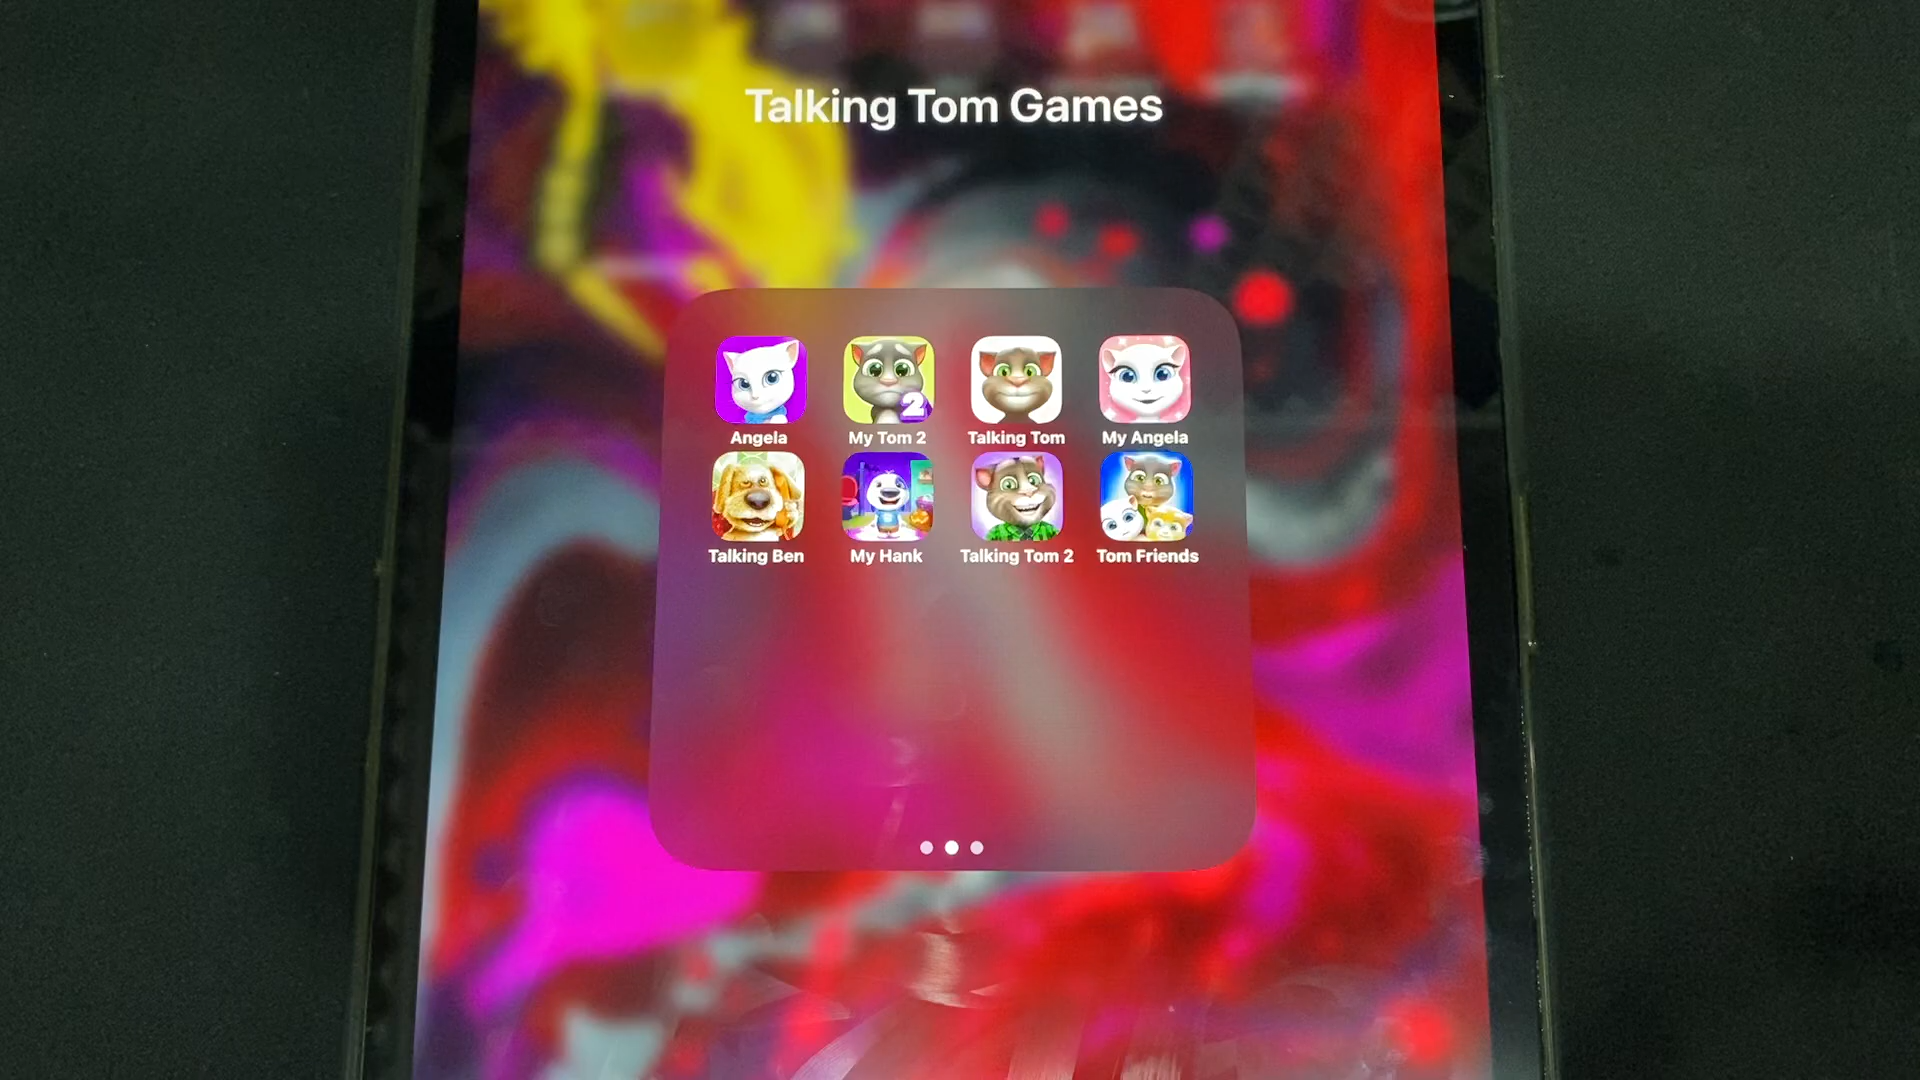 Talking Tom Games
Angela
My Tom 2
Talking Tom
My Angela
2
Talking Ben
My Hank
Talking Tom 2
Tom Friends